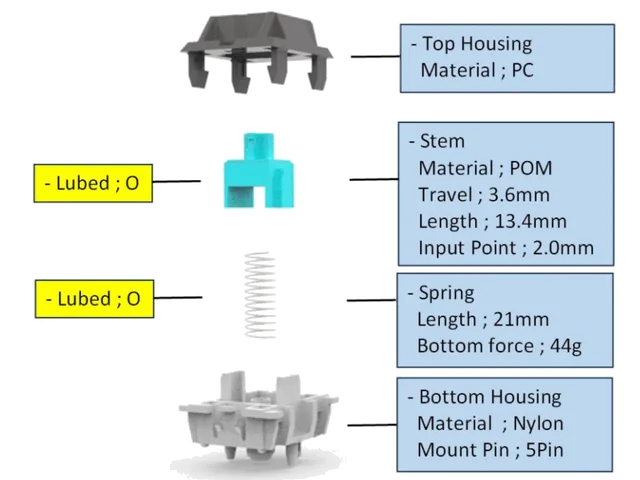 - Top Housing
Material ; PC
- Stem
Material ; POM
Travel ; 3.6mm
Length ; 13.4mm
Input Point ; 2.0mm
- Lubed ; O
- Spring
Length ; 21mm
Bottom force ; 44g
- Lubed ; O
- Bottom Housing
Material  ; Nylon
Mount Pin ; 5Pin